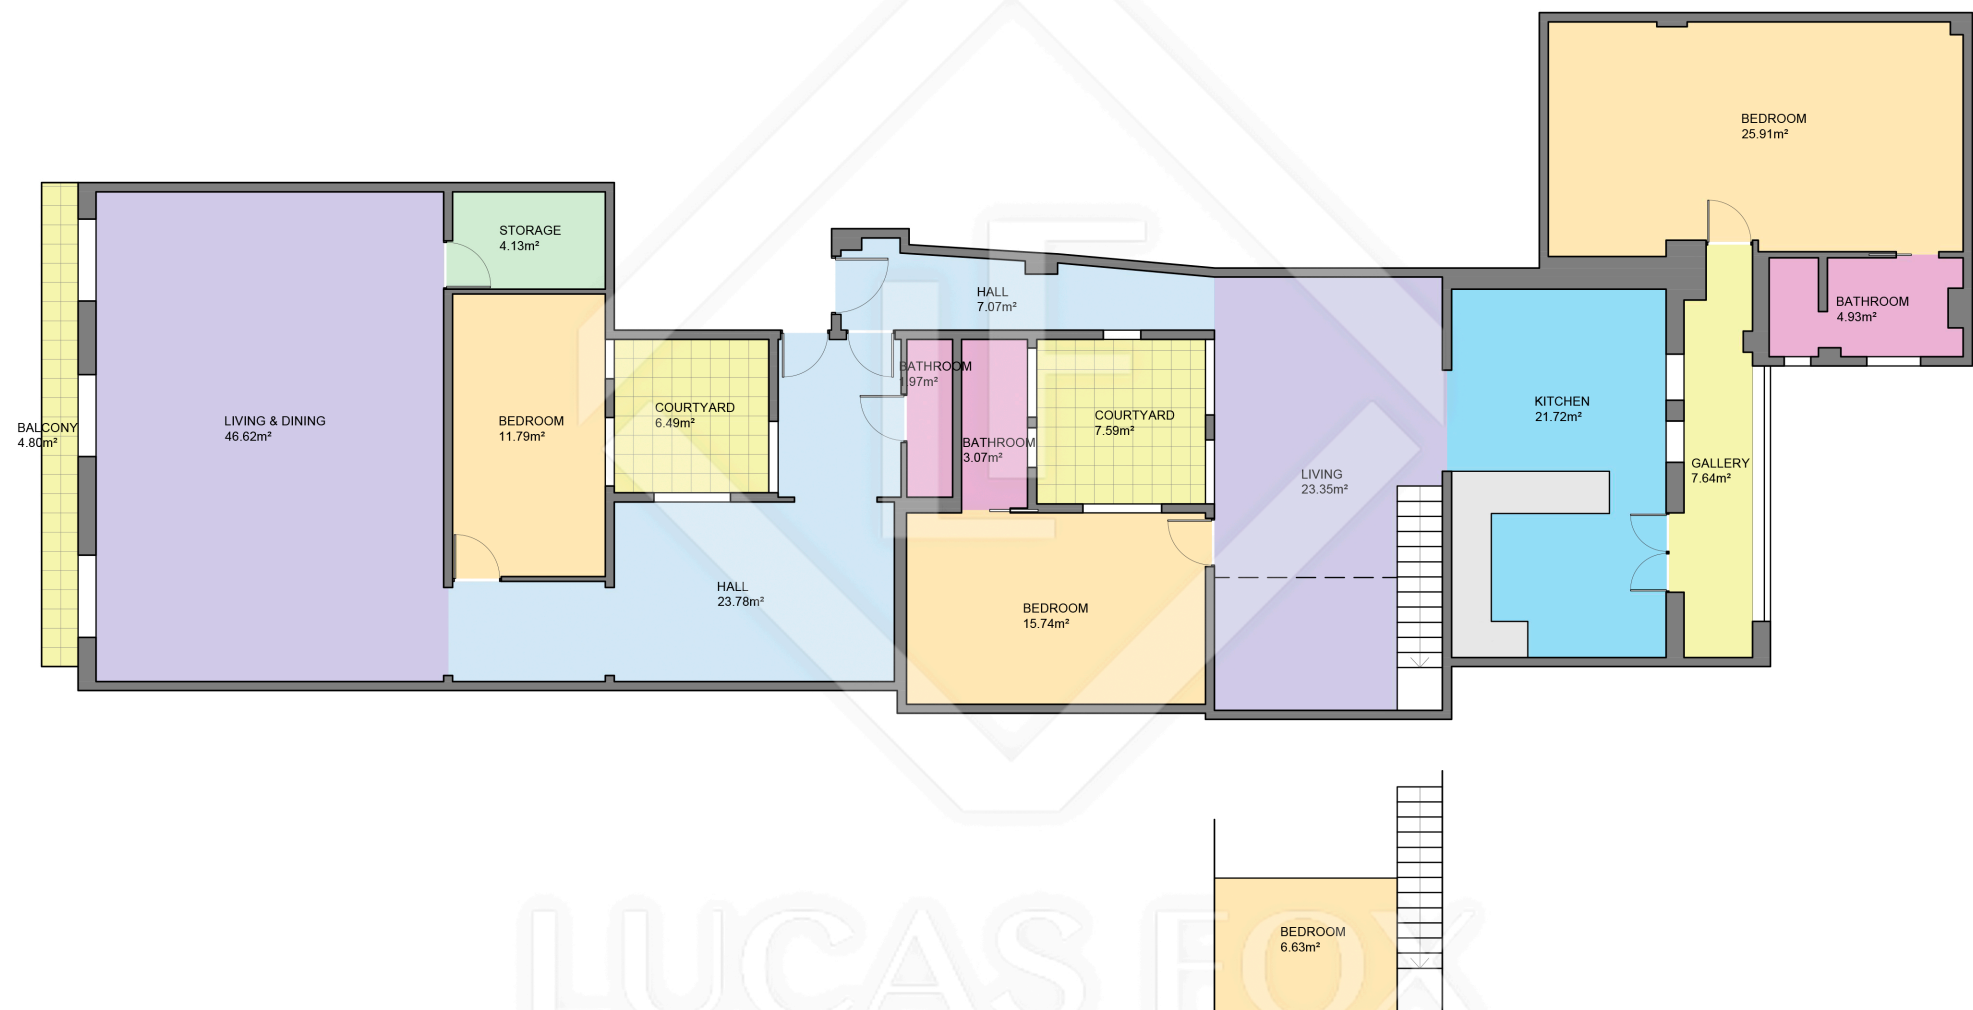 BEDROOM
25.91m²
STORAGE
4.13m²
HALL
7.07m²
BATHROOM
4.93m²
BATHROOM
1.97m²
COURTYARD
6.49m²
COURTYARD
7.59m²
KITCHEN
21.72m²
BALCONY
4.80m²
LIVING & DINING
46.62m²
BEDROOM
11.79m²
BATHROOM
3.07m²
LIVING
23.35m²
GALLERY
7.64m²
HALL
23.78m²
BEDROOM
15.74m²
BEDROOM
6.63m²
LUCAS FOX